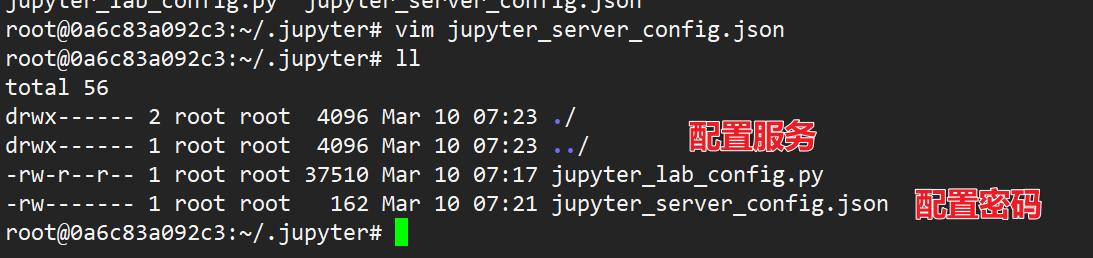 jupyter_lab_config.py  jupyter_server_config.json
root@0a6c83a092c3:~/.jupyter# vim jupyter_server_config.json
root@0a6c83a092c3:~/.jupyter# ll
total 56
drwx------ 2 root root  4096 Mar 10 07:23 ./
drwx------ 1 root root  4096 Mar 10 07:23 ../
配置服务
-rw-r--r-- 1 root root 37510 Mar 10 07:17 jupyter_lab_config.py
-rw------- 1 root root   162 Mar 10 07:21 jupyter_server_config.json 配置密码
root@0a6c83a092c3:~/.jupyter#